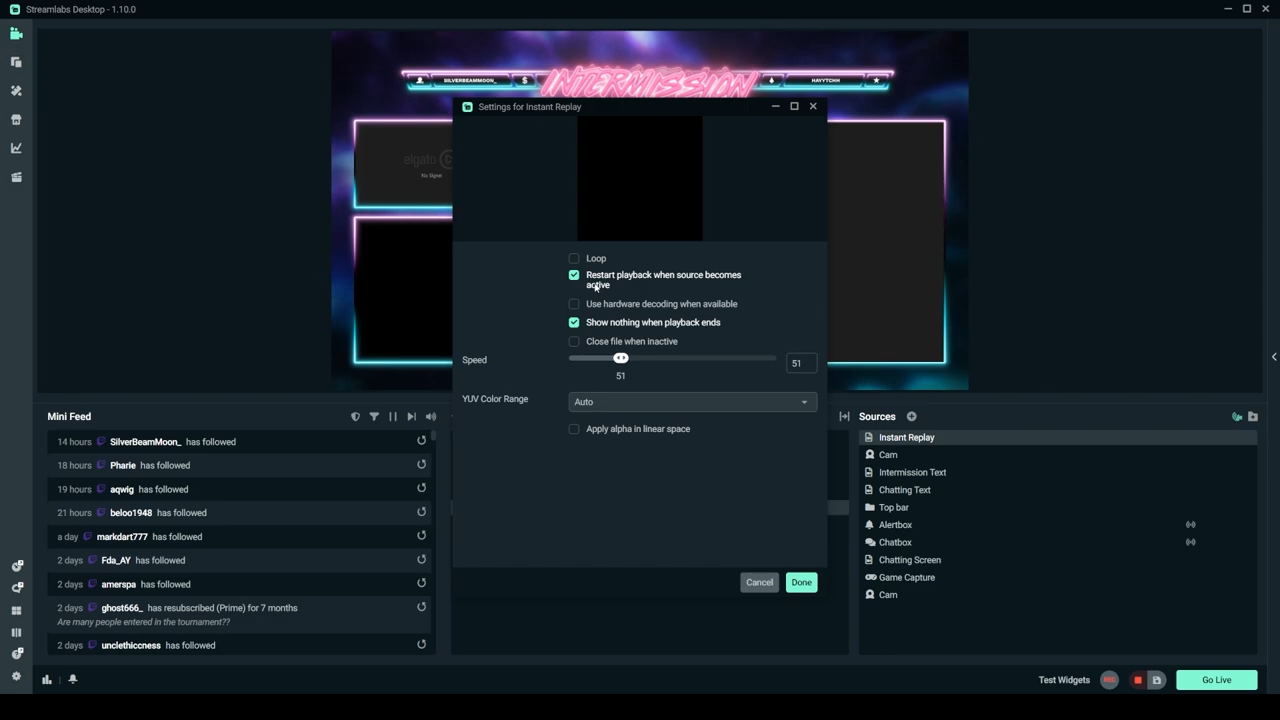 Streamlabs Desktop - 1.10.0
SILVERBEAMMOON_
$
INTERMISSION
HAVYTCHH
Settings for Instant Replay
elgato
No Signal
Loop
Restart playback when source becomes
active
Use hardware decoding when available
Show nothing when playback ends
Close file when inactive
Speed
51
51
YUV Color Range
Auto
Apply alpha in linear space
Cancel
Done
Mini Feed
14 hours SilverBeamMoon_ has followed
18 hours Pharie has followed
19 hours aqwig has followed
21 hours beloo1948 has followed
a day markdart777 has followed
2 days Fda_AY has followed
2 days amerspa has followed
2 days ghost666_ has resubscribed (Prime) for 7 months
Are many people entered in the tournament??
2 days unclethiccness has followed
Sources
Instant Replay
Cam
Intermission Text
Chatting Text
Top bar
Alertbox
Chatbox
Chatting Screen
Game Capture
Cam
Test Widgets
REC
Go Live